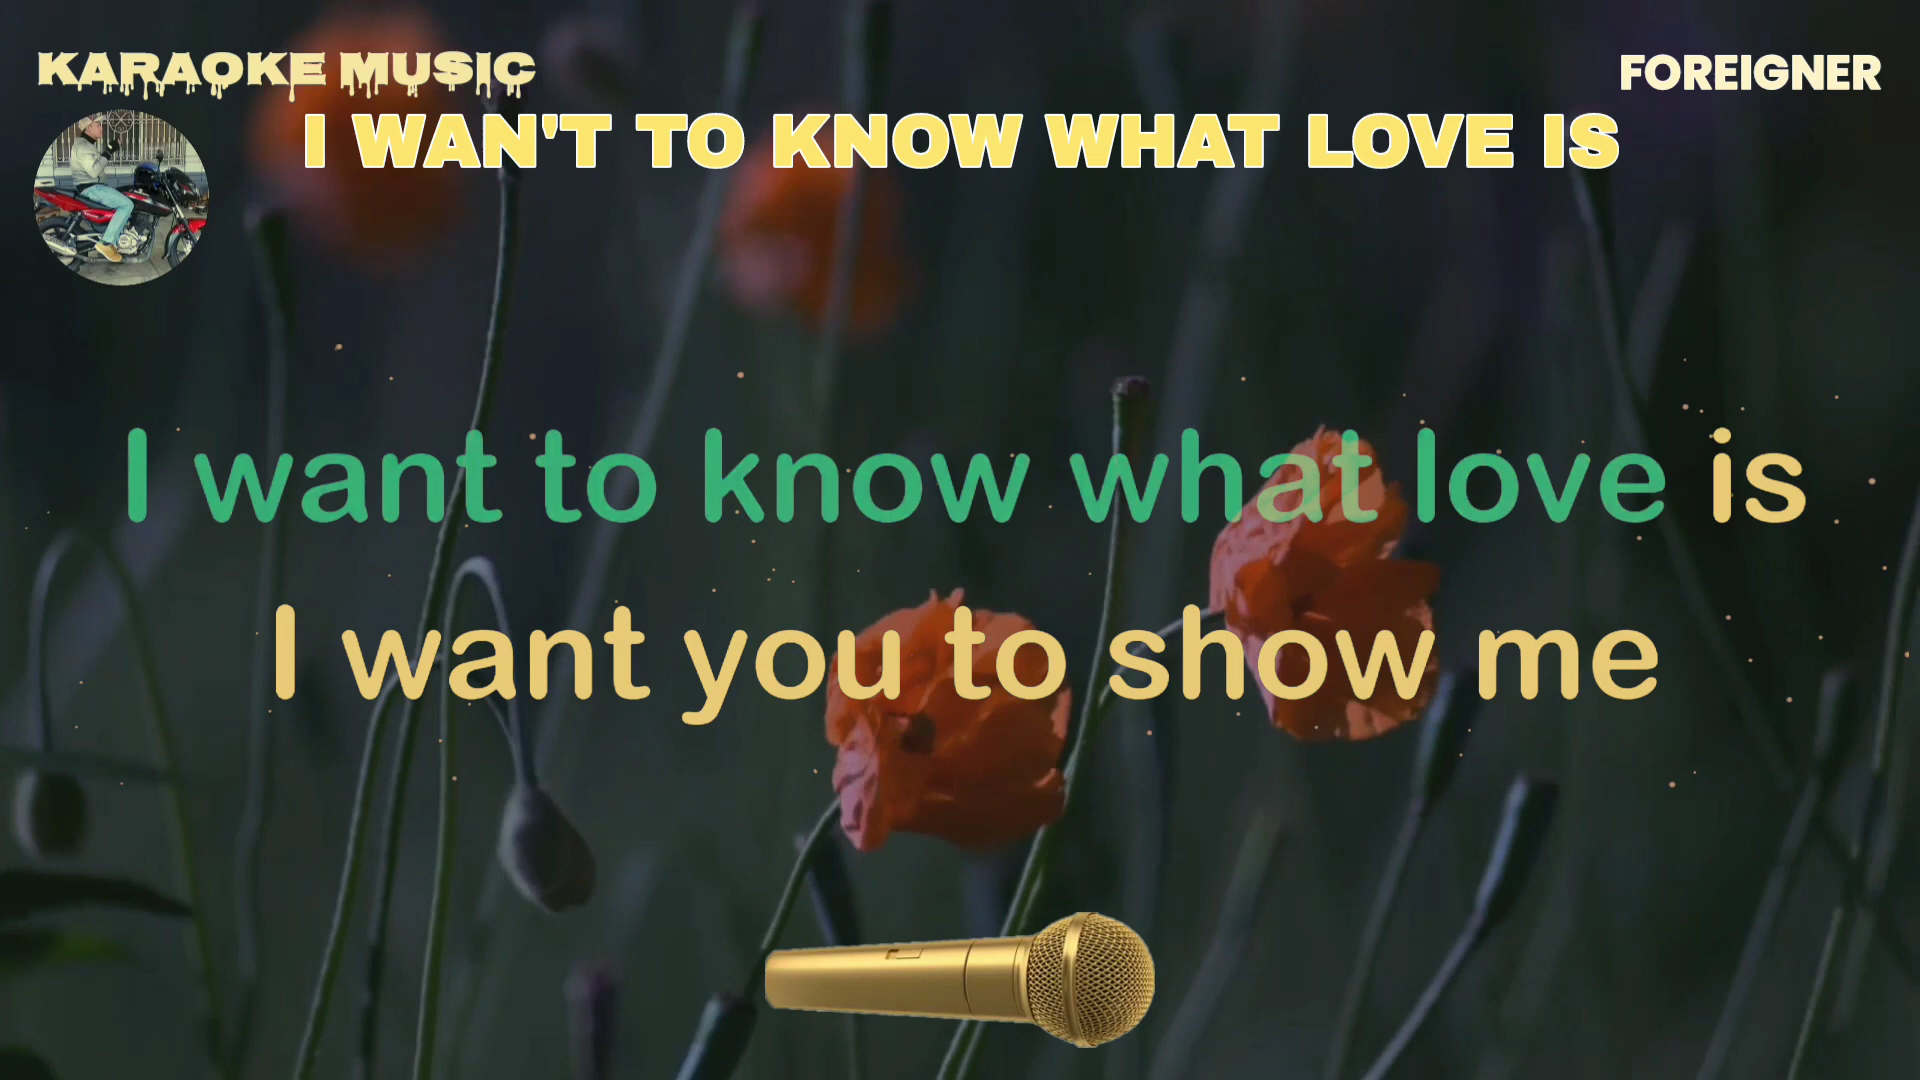 KARAOKE MUSIC
FOREIGNER
I WAN'T TO KNOW WHAT LOVE IS
I want to know what love is
I want you to show me